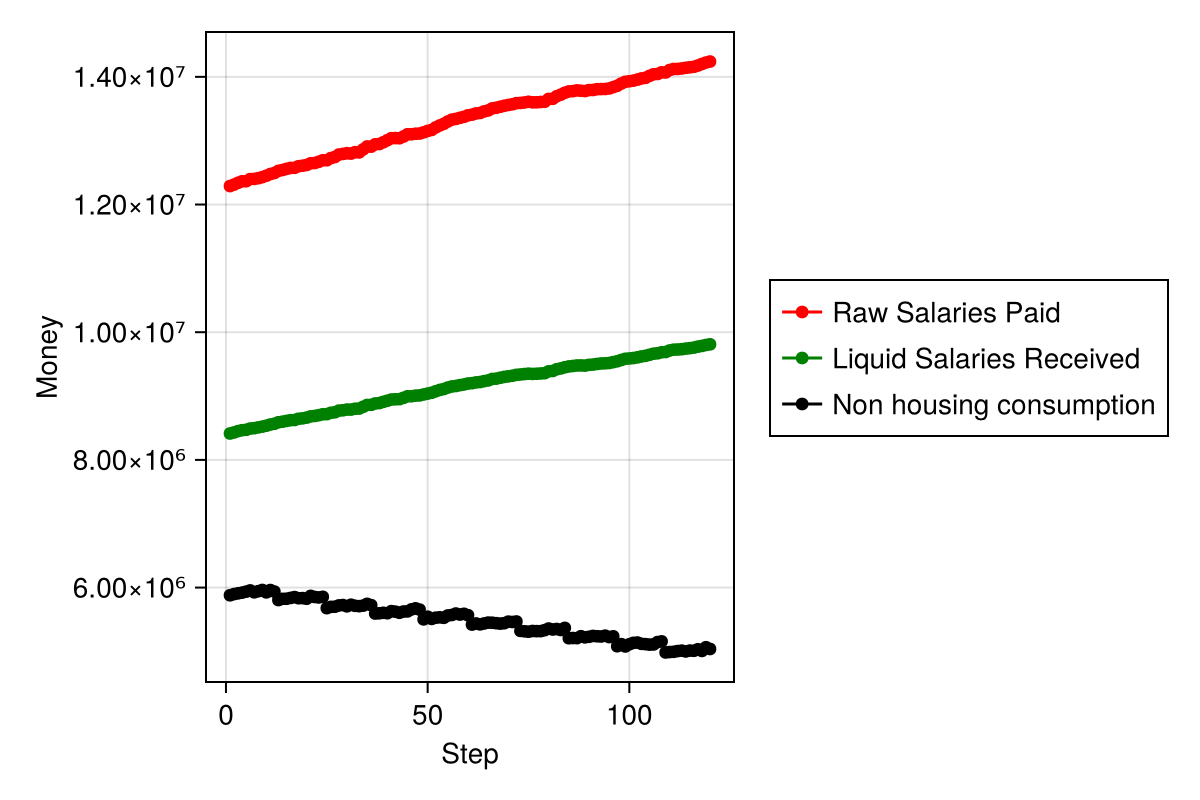 1.40×10⁷
1.20×10⁷
1.00×10⁷
8.00×10⁶
6.00×10⁶
Money
0 50 100
Step
Raw Salaries Paid
Liquid Salaries Received
Non housing consumption